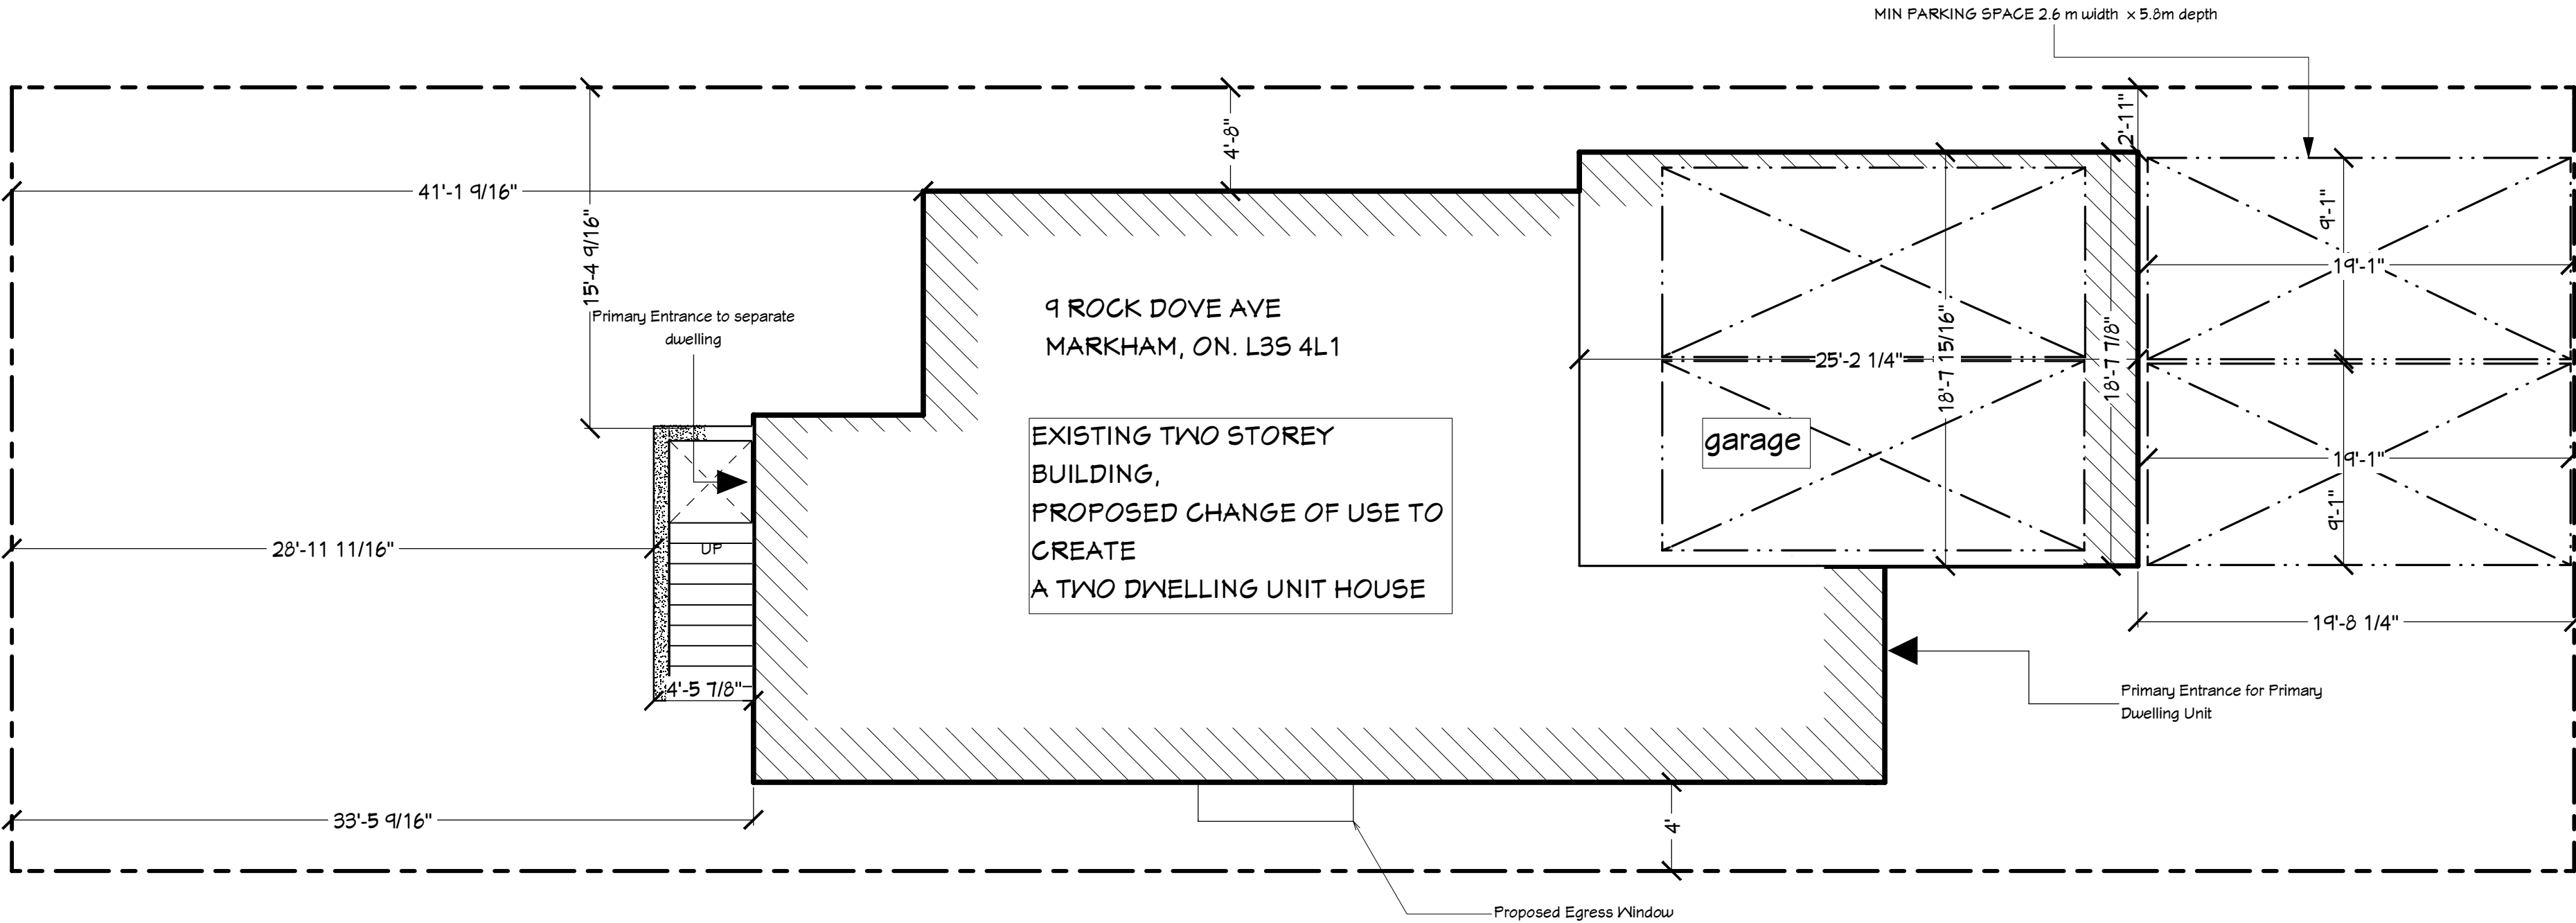 MIN PARKING SPACE 2.6 m width x 5.8m depth
2'-1"
4'-8"
41'-1 9/16"
15'-4 9/16"
9'-1"
19'-1"
9 ROCK DOVE AVE
MARKHAM, ON. L3S 4L1
Primary Entrance to separate
dwelling
25'-2 1/4"
18'-7 15/16"
18'-7 7/8"
garage
EXISTING TWO STOREY
BUILDING,
PROPOSED CHANGE OF USE TO
CREATE
A TWO DWELLING UNIT HOUSE
19'-1"
9'-1"
28'-11 11/16"
UP
19'-8 1/4"
4'-5 7/8"
Primary Entrance for Primary
Dwelling Unit
33'-5 9/16"
4'
Proposed Egress Window